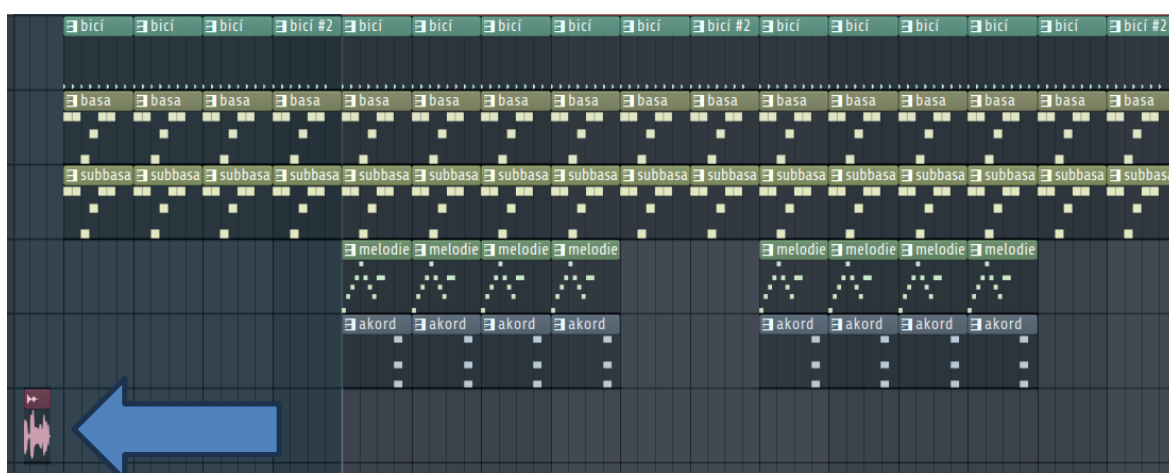 bicí bicí bicí bicí #2 bicí bicí bicí bicí bicí bicí #2 bicí bicí bicí bicí bicí bicí #2
basa basa basa basa basa basa basa basa basa basa basa basa basa basa basa basa
subbasa subbasa subbasa subbasa subbasa subbasa subbasa subbasa subbasa subbasa subbasa subbasa subbasa subbasa subbasa subbasa
melodie melodie melodie melodie melodie melodie melodie melodie
akord akord akord akord akord akord akord akord